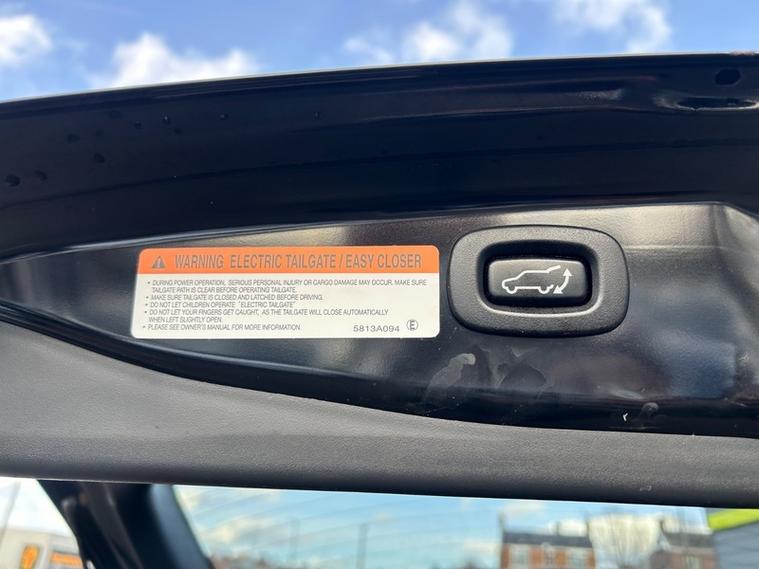 WARNING ELECTRIC TAILGATE / EASY CLOSER
• DURING POWER OPERATION, SERIOUS PERSONAL INJURY OR CARGO DAMAGE MAY OCCUR. MAKE SURE
TAILGATE PATH IS CLEAR BEFORE OPERATING TAILGATE.
• MAKE SURE TAILGATE IS CLOSED AND LATCHED BEFORE DRIVING.
• DO NOT LET CHILDREN OPERATE "ELECTRIC TAILGATE"
• DO NOT LET YOUR FINGERS GET CAUGHT, AS THE TAILGATE WILL CLOSE AUTOMATICALLY
WHEN LEFT SLIGHTLY OPEN.
• PLEASE SEE OWNER'S MANUAL FOR MORE INFORMATION.
5813A094 Ⓔ